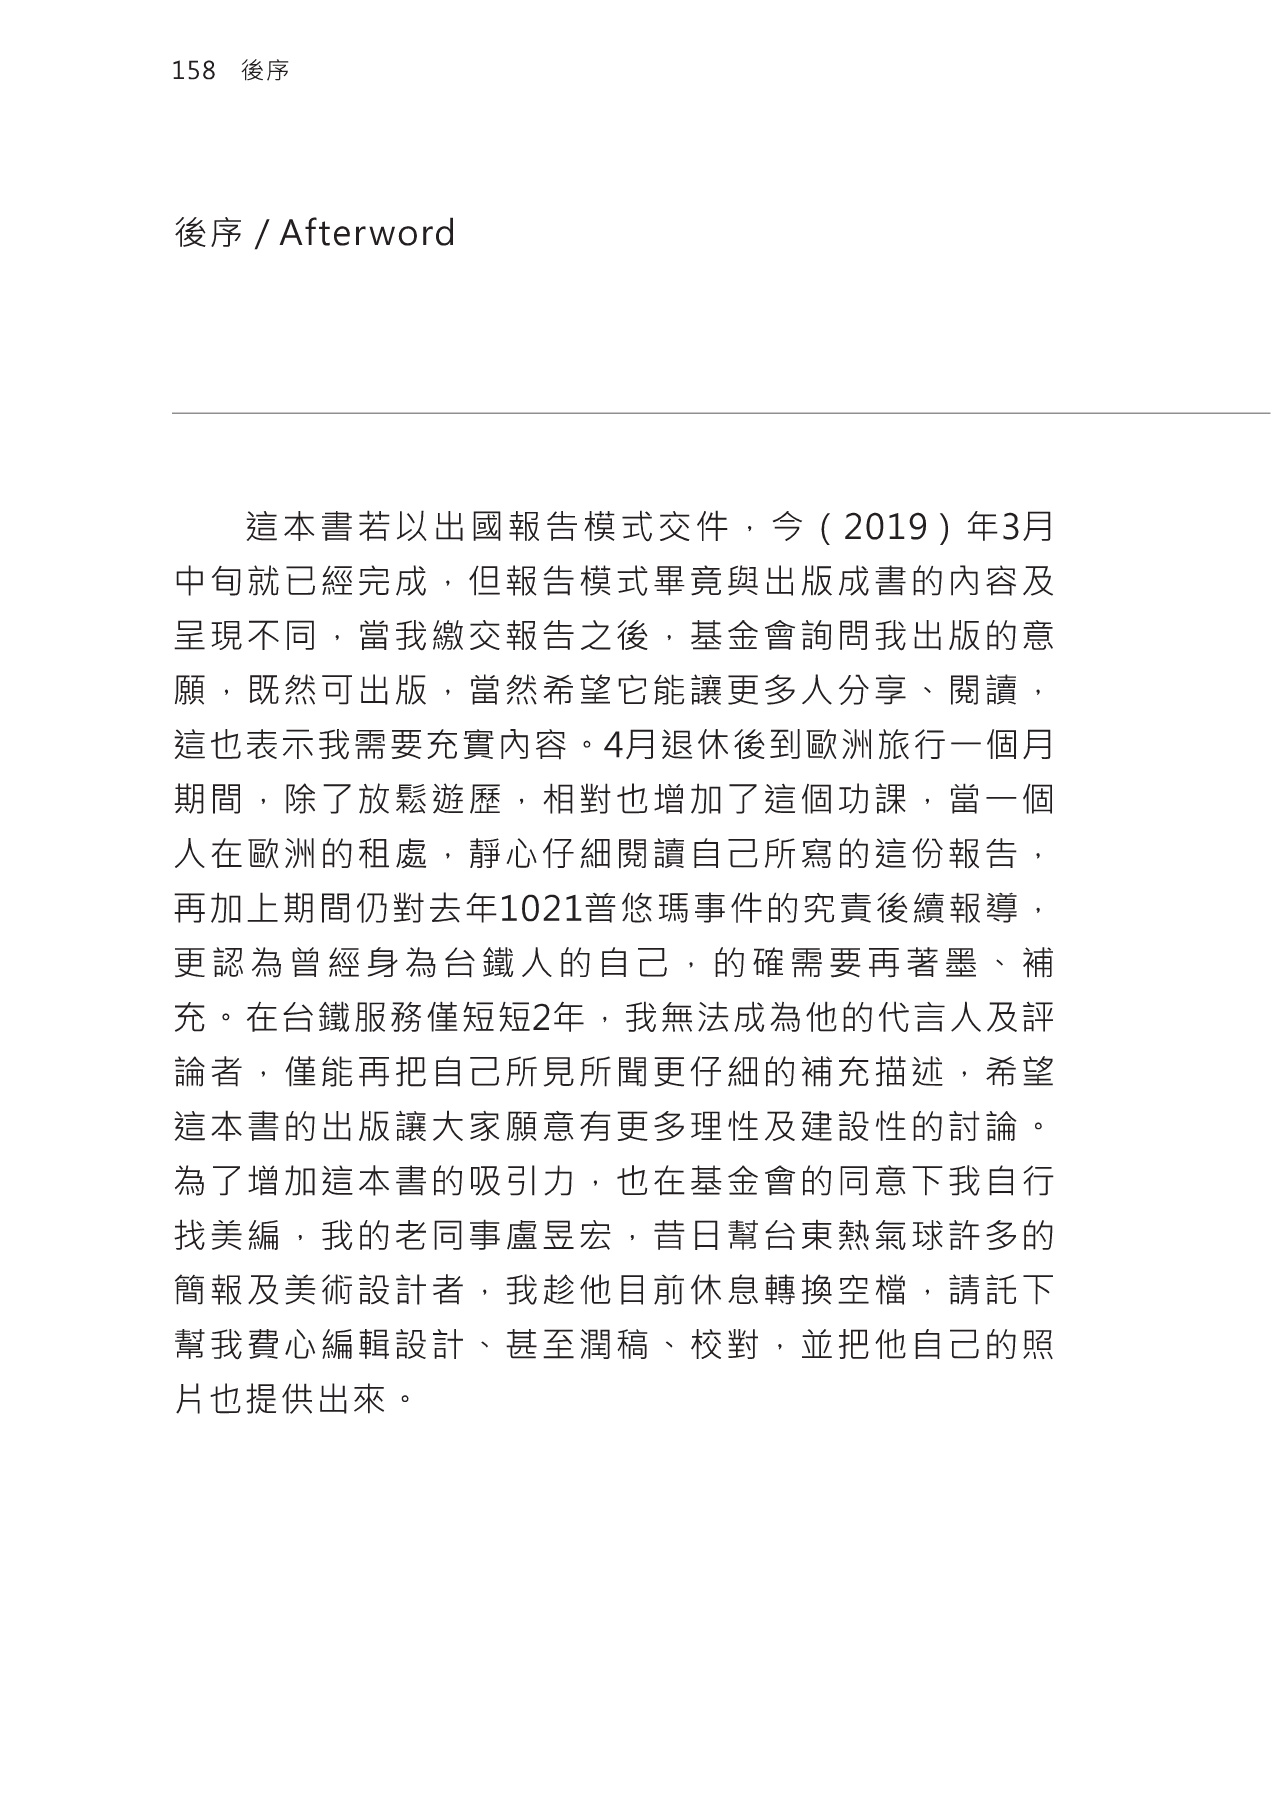 158 後序
後序 / Afterword
這本書若以出國報告模式交件，今（2019）年3月
中旬就已經完成，但報告模式畢竟與出版成書的內容及
呈現不同，當我繳交報告之後，基金會詢問我出版的意
願，既然可出版，當然希望它能讓更多人分享、閱讀，
這也表示我需要充實內容。4月退休後到歐洲旅行一個月
期間，除了放鬆遊歷，相對也增加了這個功課，當一個
人在歐洲的租處，靜心仔細閱讀自己所寫的這份報告，
再加上期間仍對去年1021普悠瑪事件的究責後續報導，
更認為曾經身為台鐵人的自己，的確需要再著墨、補
充。在台鐵服務僅短短2年，我無法成為他的代言人及評
論者，僅能再把自己所見所聞更仔細的補充描述，希望
這本書的出版讓大家願意有更多理性及建設性的討論。
為了增加這本書的吸引力，也在基金會的同意下我自行
找美編，我的老同事盧昱宏，昔日幫台東熱氣球許多的
簡報及美術設計者，我趁他目前休息轉換空檔，請託下
幫我費心編輯設計、甚至潤稿、校對，並把他自己的照
片也提供出來。